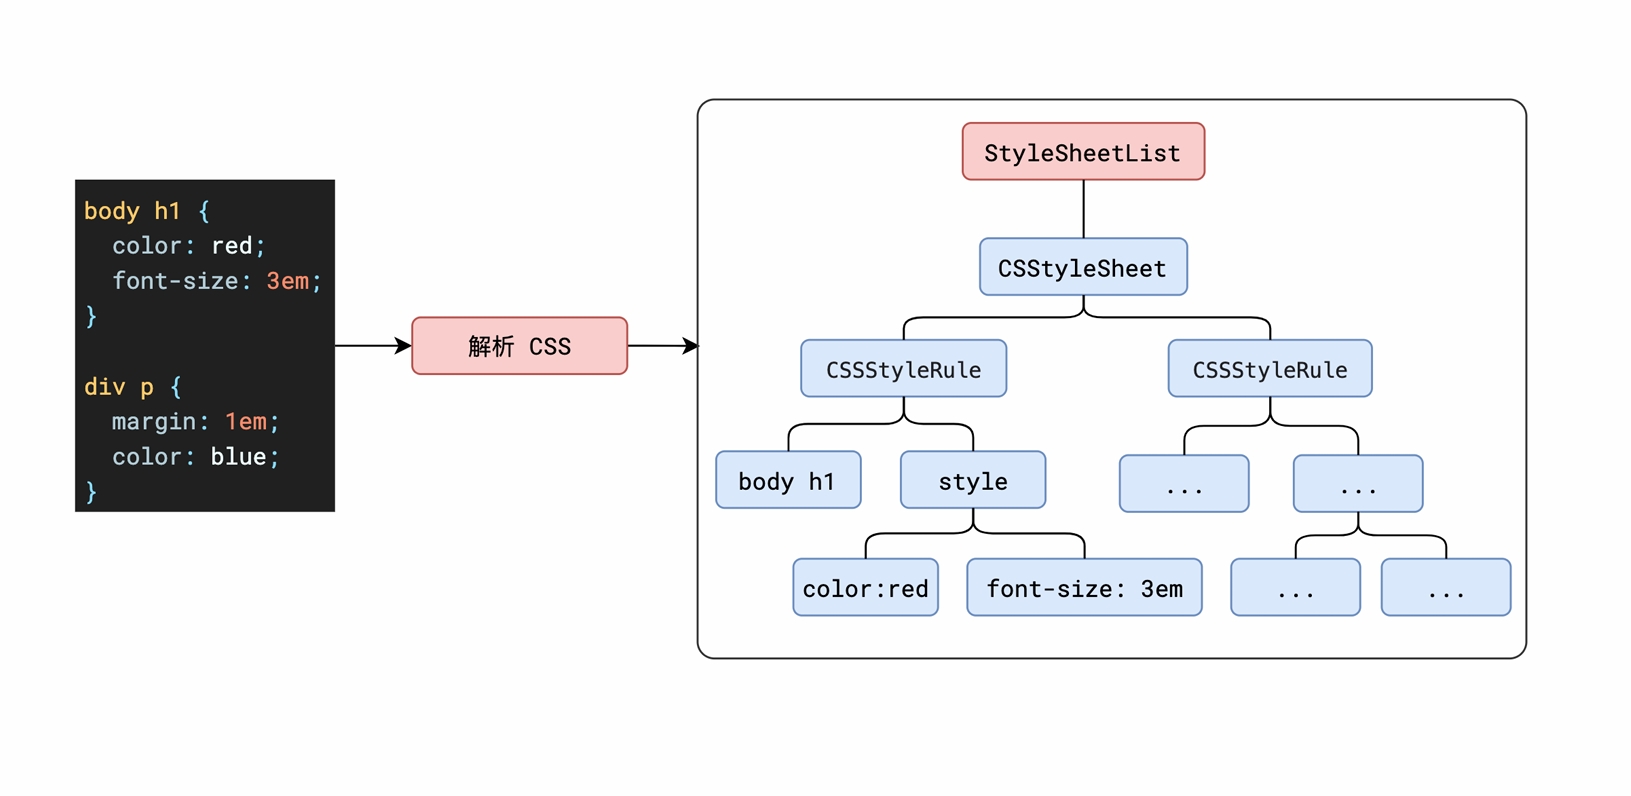 body h1 {
color: red;
font-size: 3em;
}
div p {
margin: 1em;
color: blue;
}
解析 CSS
StyleSheetList
CSStyleSheet
CSSStyleRule
CSSStyleRule
body h1
style
...
...
color:red
font-size: 3em
...
...